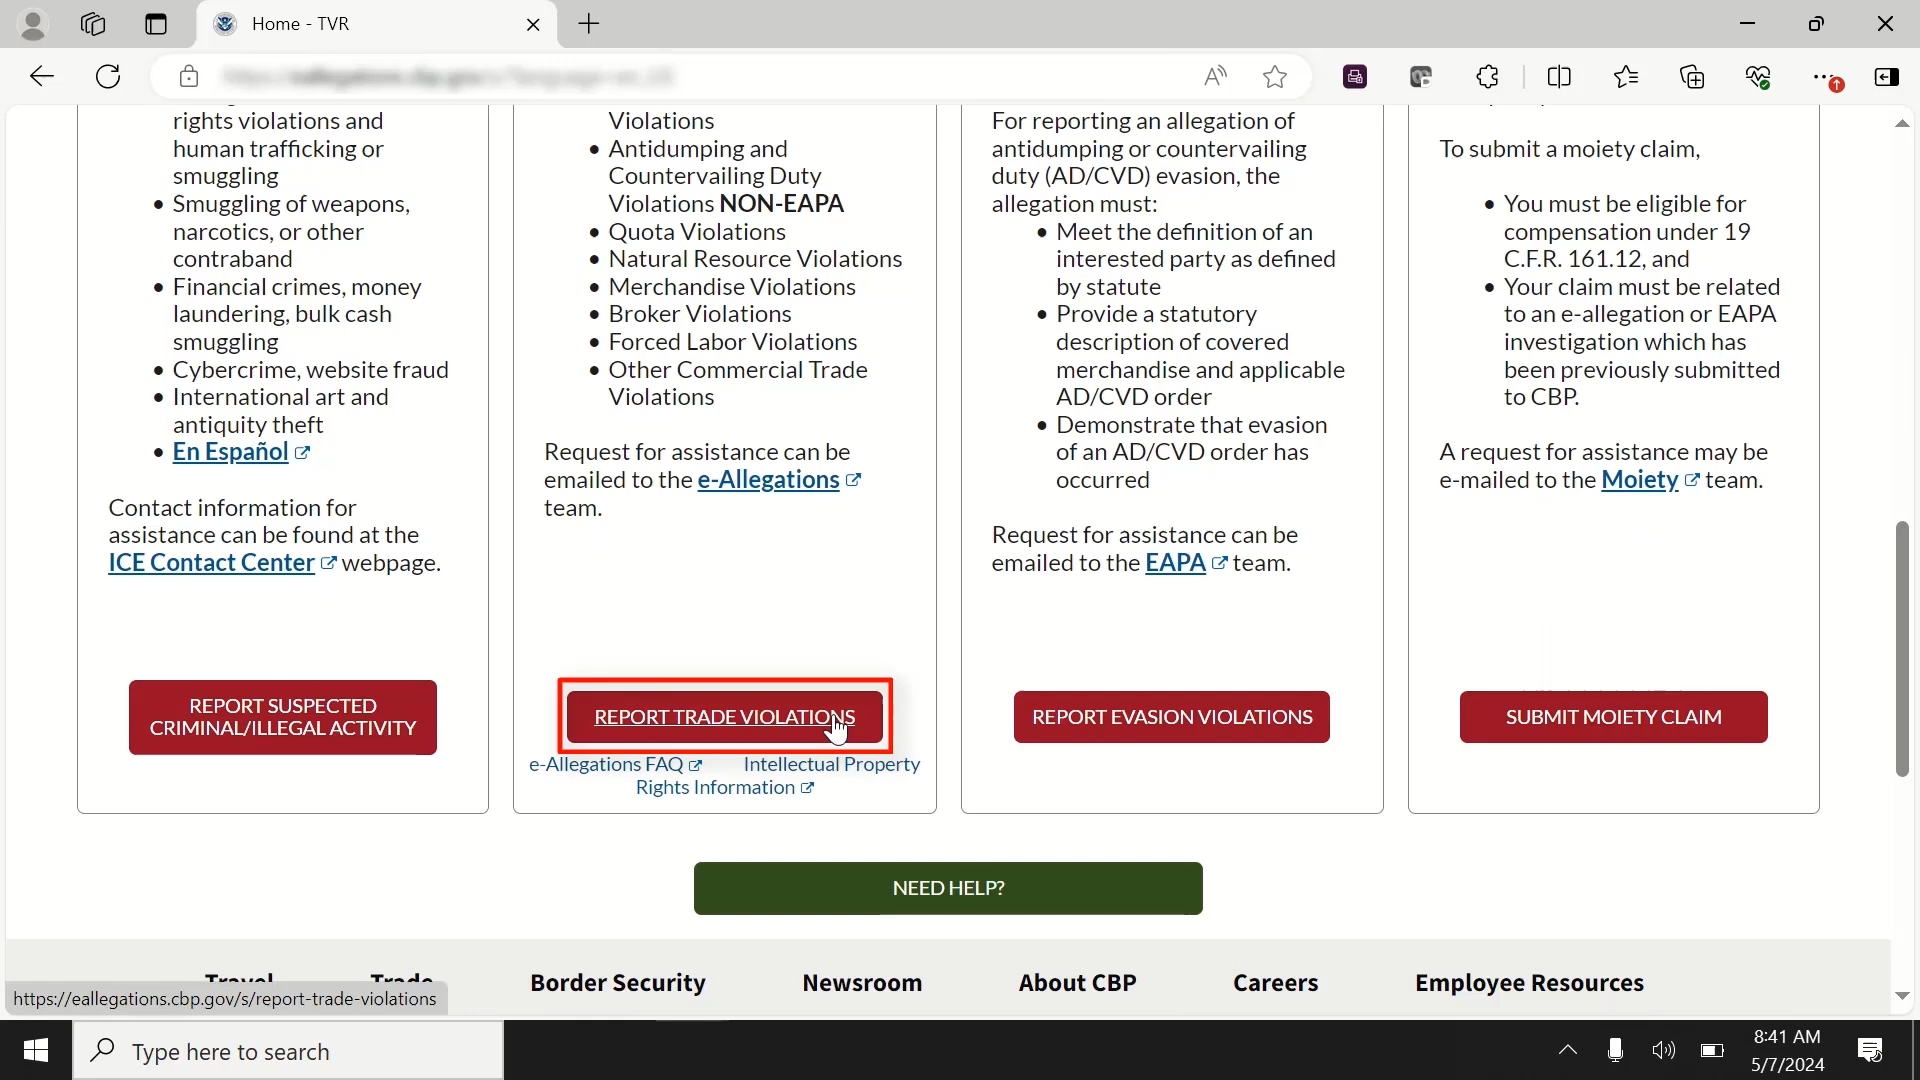 Home - TVR
rights violations and
human trafficking or
smuggling
Smuggling of weapons,
narcotics, or other
contraband
Financial crimes, money
laundering, bulk cash
smuggling
Cybercrime, website fraud
International art and
antiquity theft
En Español
Contact information for
assistance can be found at the
ICE Contact Center webpage.
REPORT SUSPECTED
CRIMINAL/ILLEGAL ACTIVITY
Violations
Antidumping and
Countervailing Duty
Violations NON-EAPA
Quota Violations
Natural Resource Violations
Merchandise Violations
Broker Violations
Forced Labor Violations
Other Commercial Trade
Violations
Request for assistance can be
emailed to the e-Allegations
team.
REPORT TRADE VIOLATIONS
e-Allegations FAQ Intellectual Property
Rights Information
For reporting an allegation of
antidumping or countervailing
duty (AD/CVD) evasion, the
allegation must:
Meet the definition of an
interested party as defined
by statute
Provide a statutory
description of covered
merchandise and applicable
AD/CVD order
Demonstrate that evasion
of an AD/CVD order has
occurred
Request for assistance can be
emailed to the EAPA team.
REPORT EVASION VIOLATIONS
To submit a moiety claim,
You must be eligible for
compensation under 19
C.F.R. 161.12, and
Your claim must be related
to an e-allegation or EAPA
investigation which has
been previously submitted
to CBP.
A request for assistance may be
e-mailed to the Moiety team.
SUBMIT MOIETY CLAIM
NEED HELP?
Travel Trade Border Security Newsroom About CBP Careers Employee Resources
https://eallegations.cbp.gov/s/report-trade-violations
Type here to search
8:41 AM
5/7/2024